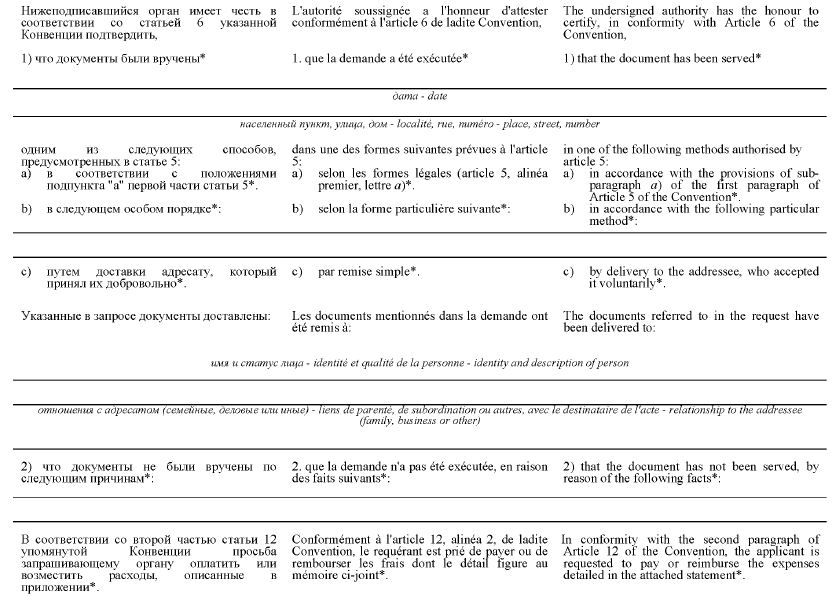 Нижеподписавшийся орган имеет честь в
соответствии со статьей 6 указанной
Конвенции подтвердить,
L'autorité soussignée a l'honneur d'attester
conformément à l'article 6 de ladite Convention,
The undersigned authority has the honour to
certify, in conformity with Article 6 of the
Convention,
1) что документы были вручены*
1. que la demande a été exécutée*
1) that the document has been served*
дата - date
населенный пункт, улица, дом - localité, rue, numéro - place, street, number
одним из следующих способов,
предусмотренных в статье 5:
a) в соответствии с положениями
подпункта "a" первой части статьи 5*.
b) в следующем особом порядке*:
dans une des formes suivantes prévues à l'article
5:
a) selon les formes légales (article 5, alinéa
premier, lettre a)*.
b) selon la forme particulière suivante*:
in one of the following methods authorised by
article 5:
a) in accordance with the provisions of sub-
paragraph a) of the first paragraph of
Article 5 of the Convention*.
b) in accordance with the following particular
method*:
c) путем доставки адресату, который
принял их добровольно*.
c) par remise simple*.
c) by delivery to the addressee, who accepted
it voluntarily*.
Указанные в запросе документы доставлены:
Les documents mentionnés dans la demande ont
été remis à:
The documents referred to in the request have
been delivered to:
имя и статус лица - identité et qualité de la personne - identity and description of person
отношения с адресатом (семейные, деловые или иные) - liens de parenté, de subordination ou autres, avec le destinataire de l'acte - relationship to the addressee
(family, business or other)
2) что документы не были вручены по
следующим причинам*:
2. que la demande n'a pas été exécutée, en raison
des faits suivants*:
2) that the document has not been served, by
reason of the following facts*:
В соответствии со второй частью статьи 12
упомянутой Конвенции просьба
запрашивающему органу оплатить или
возместить расходы, описанные в
приложении*.
Conformément à l'article 12, alinéa 2, de ladite
Convention, le requérant est prié de payer ou de
rembourser les frais dont le détail figure au
mémoire ci-joint*.
In conformity with the second paragraph of
Article 12 of the Convention, the applicant is
requested to pay or reimburse the expenses
detailed in the attached statement*.